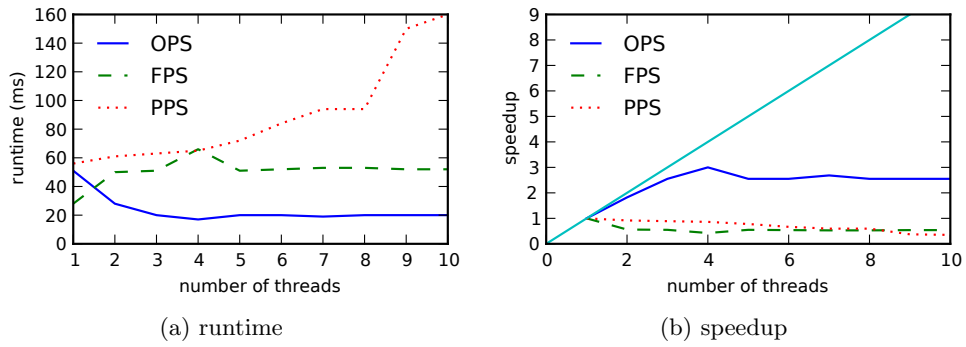 160
140
120
100
80
60
40
20
0
runtime (ms)
OPS
FPS
PPS
1 2 3 4 5 6 7 8 9 10
number of threads
(a) runtime
9
8
7
6
5
4
3
2
1
0
speedup
OPS
FPS
PPS
0 2 4 6 8 10
number of threads
(b) speedup